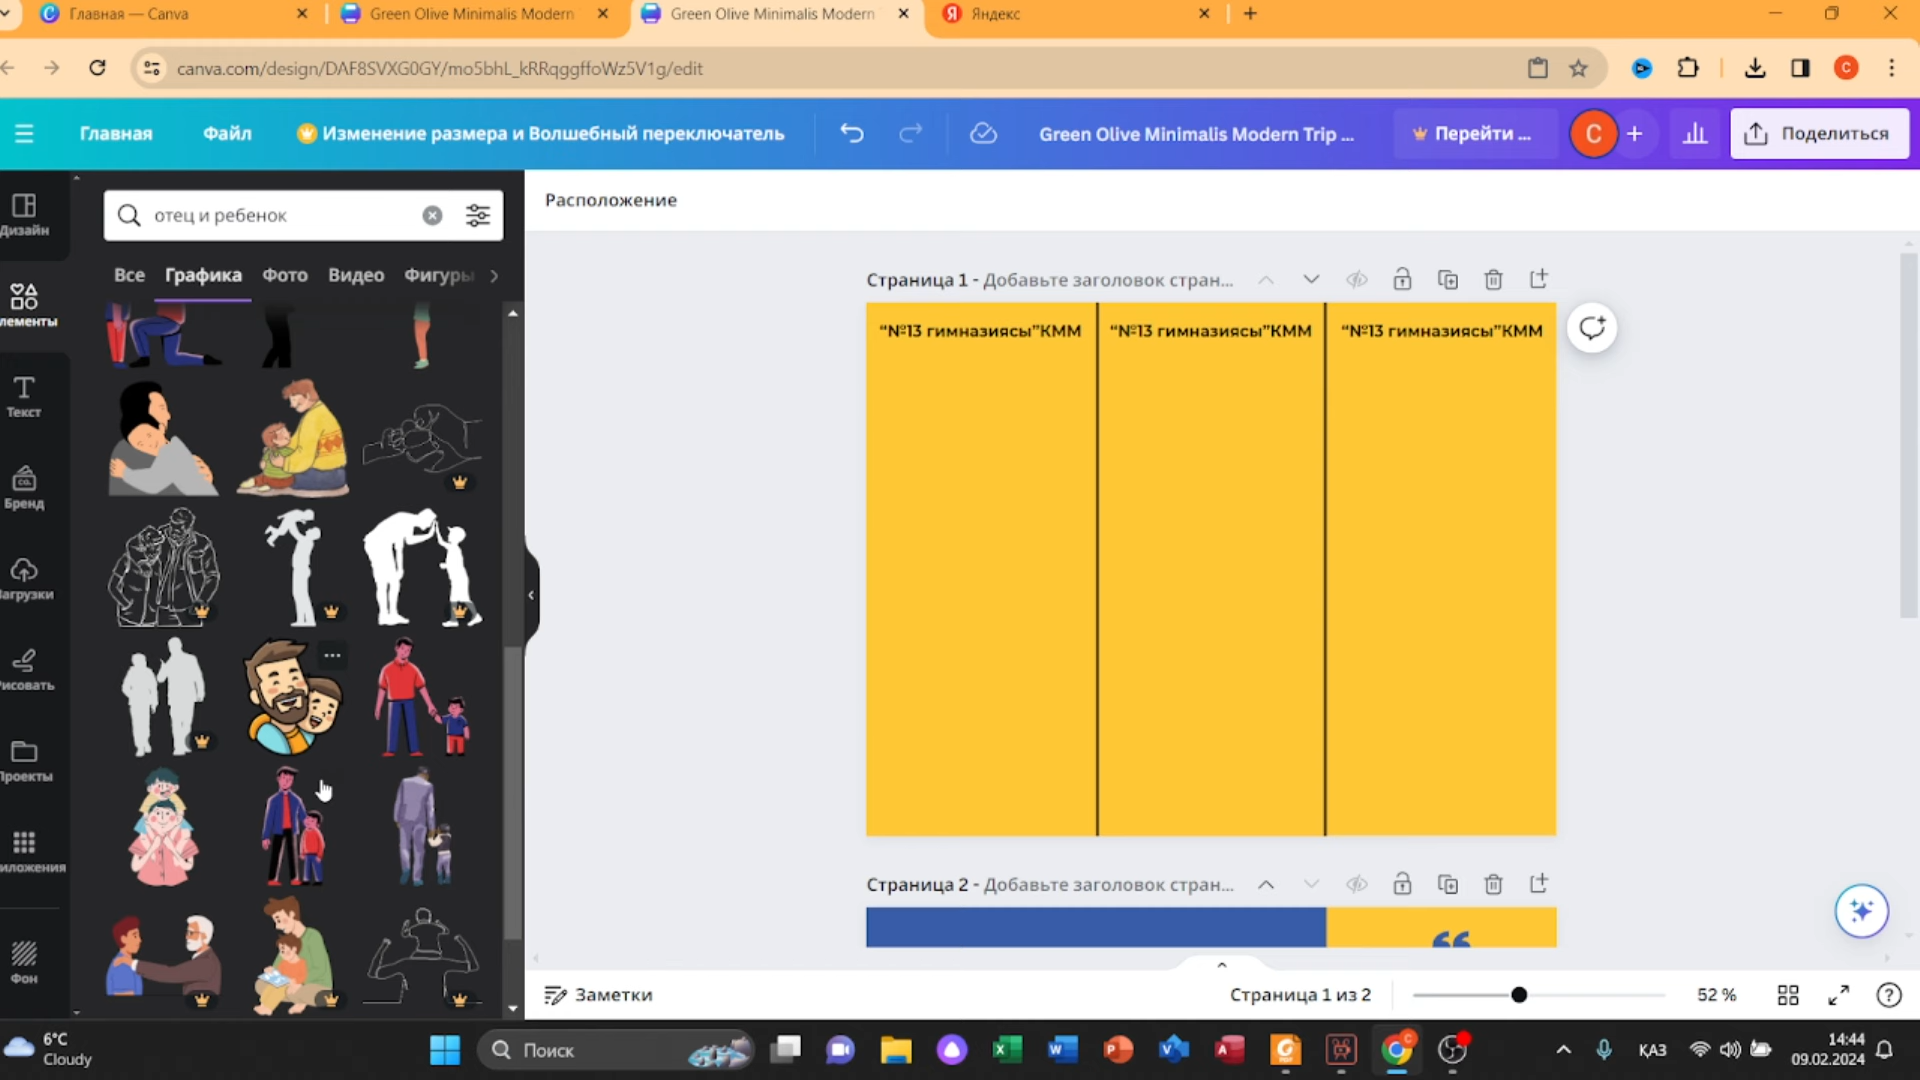 Главная — Canva
Green Olive Minimalis Modern
Green Olive Minimalis Modern
Яндекс
canva.com/design/DAF8SVXG0GY/mo5bhL_kRRqggffoWz5V1g/edit
Главная
Файл
Изменение размера и Волшебный переключатель
Green Olive Minimalis Modern Trip ...
Перейти ...
C
Поделиться
Дизайн
лементы
Текст
Бренд
Загрузки
Рисовать
Проекты
иложения
Фон
отец и ребенок
Все
Графика
Фото
Видео
Фигуры
Расположение
Страница 1 - Добавьте заголовок стран...
“№13 гимназиясы”КММ
“№13 гимназиясы”КММ
“№13 гимназиясы”КММ
Страница 2 - Добавьте заголовок стран...
Заметки
Страница 1 из 2
52 %
6°C
Cloudy
Поиск
ҚАЗ
14:44
09.02.2024